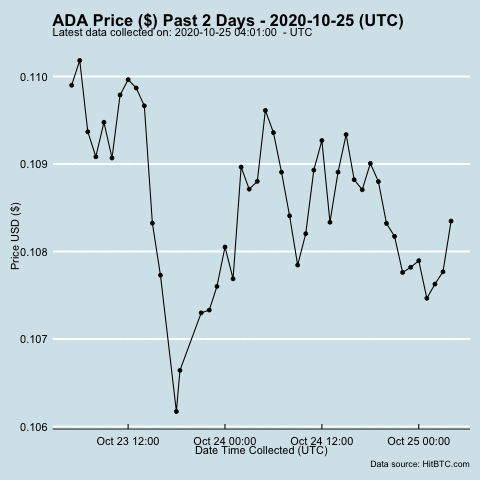 ADA Price ($) Past 2 Days - 2020-10-25 (UTC)
Latest data collected on: 2020-10-25 04:01:00  - UTC
0.110
0.109
0.108
0.107
0.106
Price USD ($)
Oct 23 12:00 Oct 24 00:00 Oct 24 12:00 Oct 25 00:00
Date Time Collected (UTC)
Data source: HitBTC.com